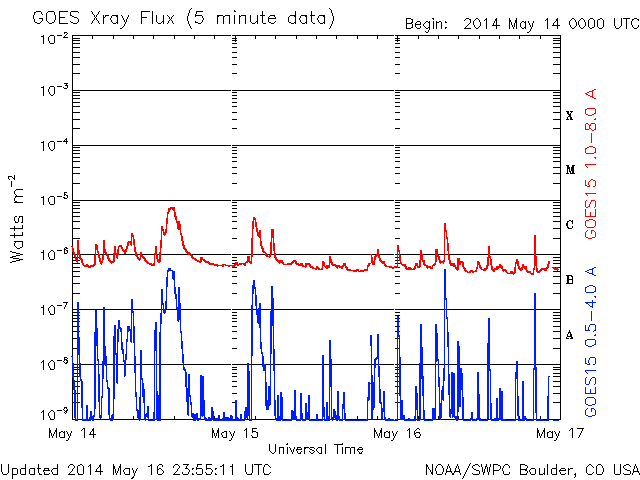 GOES Xray Flux (5 minute data)
Begin: 2014 May 14 0000 UTC
10⁻²
10⁻³
10⁻⁴
10⁻⁵
10⁻⁶
10⁻⁷
10⁻⁸
10⁻⁹
Watts m⁻²
X
M
C
B
A
GOES15 1.0-8.0 A
GOES15 0.5-4.0 A
May 14
May 15
May 16
May 17
Universal Time
Updated 2014 May 16 23:55:11 UTC
NOAA/SWPC Boulder, CO USA